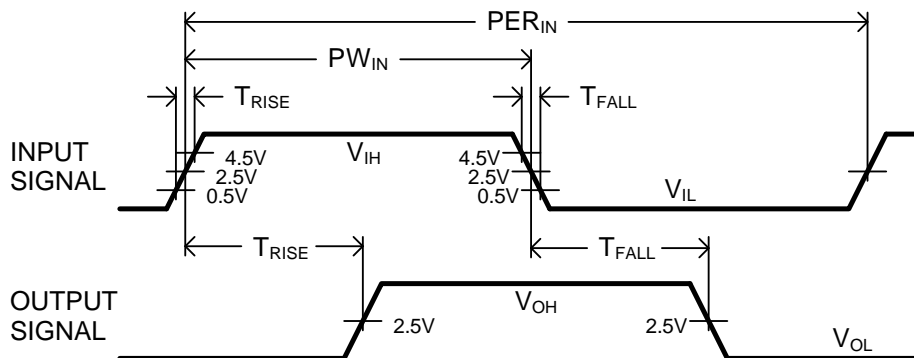 PER_IN
PW_IN
T_RISE
T_FALL
INPUT
SIGNAL
V_IH
4.5V
2.5V
0.5V
4.5V
2.5V
0.5V
V_IL
T_RISE
T_FALL
OUTPUT
SIGNAL
V_OH
2.5V
2.5V
V_OL